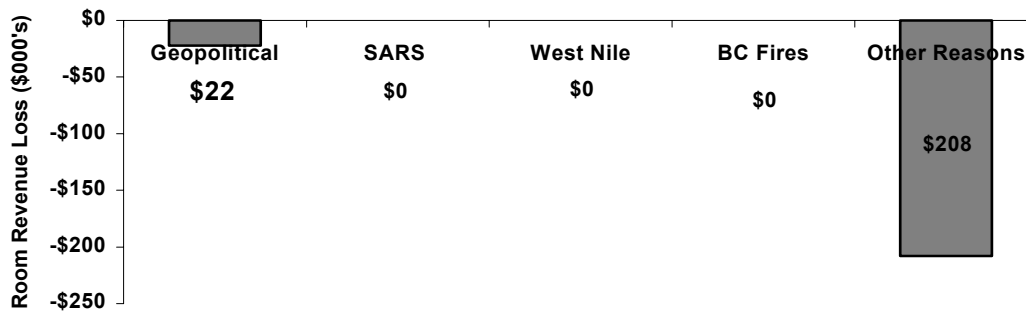 Room Revenue Loss ($000's)
$0
-$50
-$100
-$150
-$200
-$250
Geopolitical SARS West Nile BC Fires Other Reasons
$22 $0 $0 $0 $208